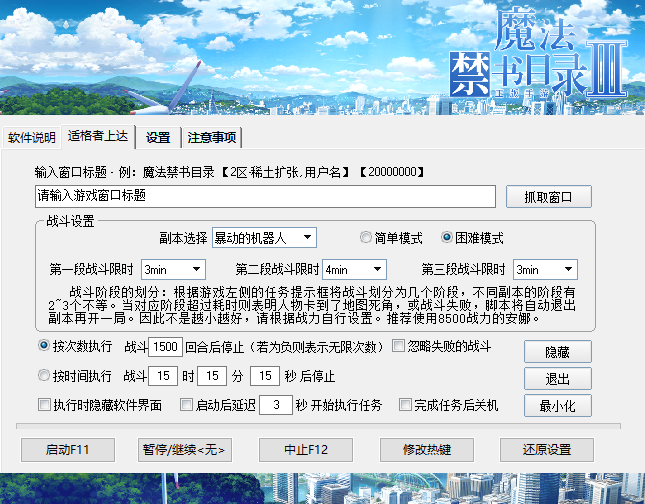 魔法
禁书目录III
正版手游
软件说明 适格者上达 设置 注意事项
输入窗口标题 - 例：魔法禁书目录【2区-稀土扩张,用户名】【20000000】
请输入游戏窗口标题 抓取窗口
战斗设置
副本选择 暴动的机器人 简单模式 困难模式
第一段战斗限时 3min 第二段战斗限时 4min 第三段战斗限时 3min
战斗阶段的划分：根据游戏左侧的任务提示框将战斗划分为几个阶段，不同副本的阶段有
2~3个不等。当对应阶段超过耗时则表明人物卡到了地图死角，或战斗失败，脚本将自动退出
副本再开一局。因此不是越小越好，请根据战力自行设置。推荐使用8500战力的安娜。
按次数执行 战斗 1500 回合后停止（若为负则表示无限次数） 忽略失败的战斗 隐藏
按时间执行 战斗 15 时 15 分 15 秒 后停止 退出
执行时隐藏软件界面 启动后延迟 3 秒 开始执行任务 完成任务后关机 最小化
启动F11 暂停/继续<无> 中止F12 修改热键 还原设置